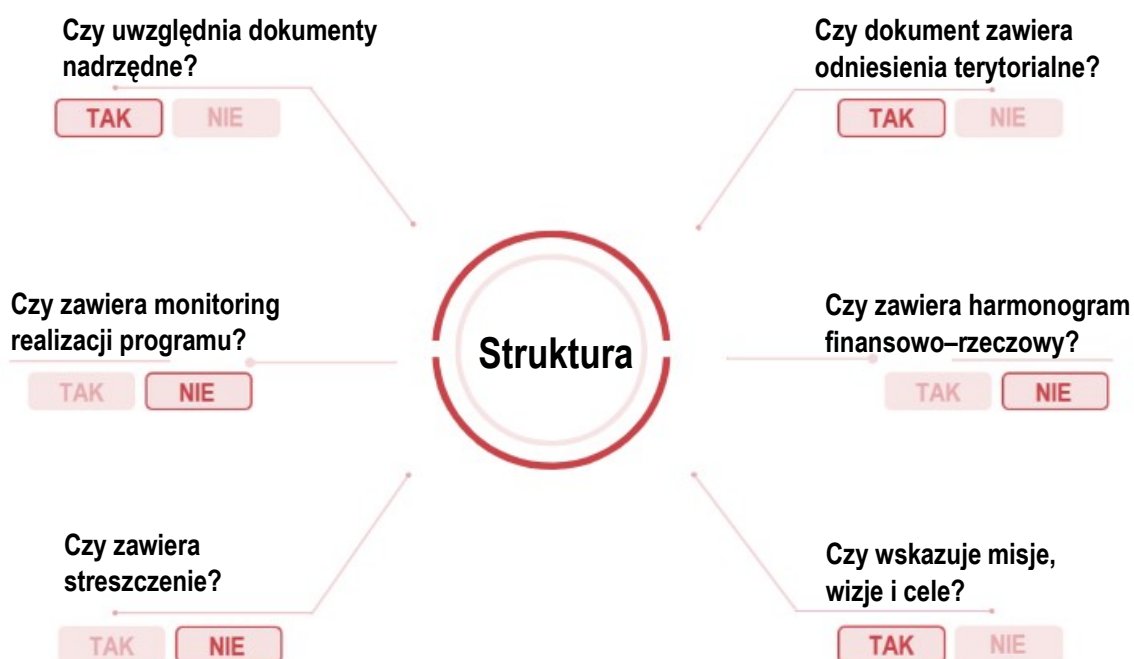 Czy uwzględnia dokumenty
nadrzędne?
TAK NIE
Czy dokument zawiera
odniesienia terytorialne?
TAK NIE
Czy zawiera monitoring
realizacji programu?
TAK NIE
Struktura
Czy zawiera harmonogram
finansowo–rzeczowy?
TAK NIE
Czy zawiera
streszczenie?
TAK NIE
Czy wskazuje misje,
wizje i cele?
TAK NIE